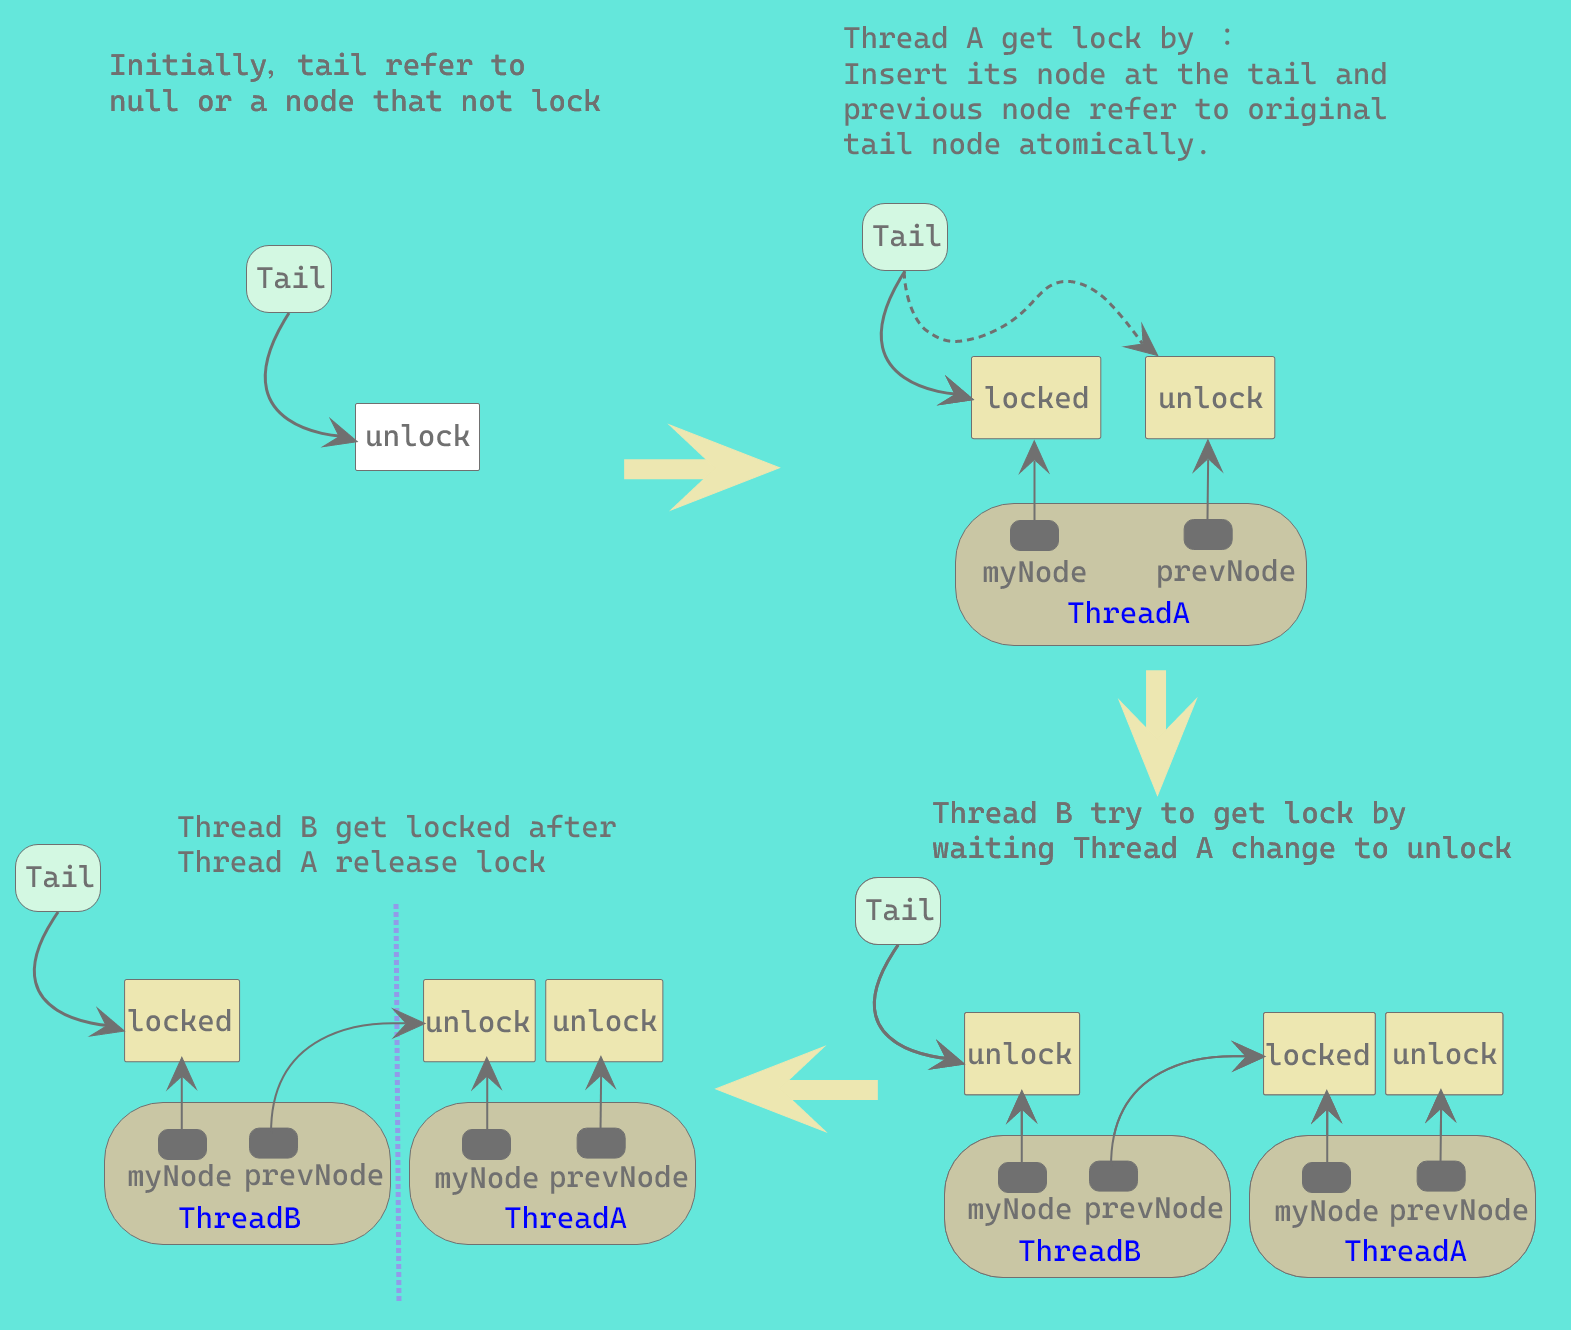 Initially, tail refer to
null or a node that not lock
Tail
unlock
Thread A get lock by :
Insert its node at the tail and
previous node refer to original
tail node atomically.
Tail
locked
unlock
myNode
prevNode
ThreadA
Thread B try to get lock by
waiting Thread A change to unlock
Tail
unlock
locked
unlock
myNode
prevNode
myNode
prevNode
ThreadB
ThreadA
Thread B get locked after
Thread A release lock
Tail
locked
unlock
unlock
myNode
prevNode
myNode
prevNode
ThreadB
ThreadA